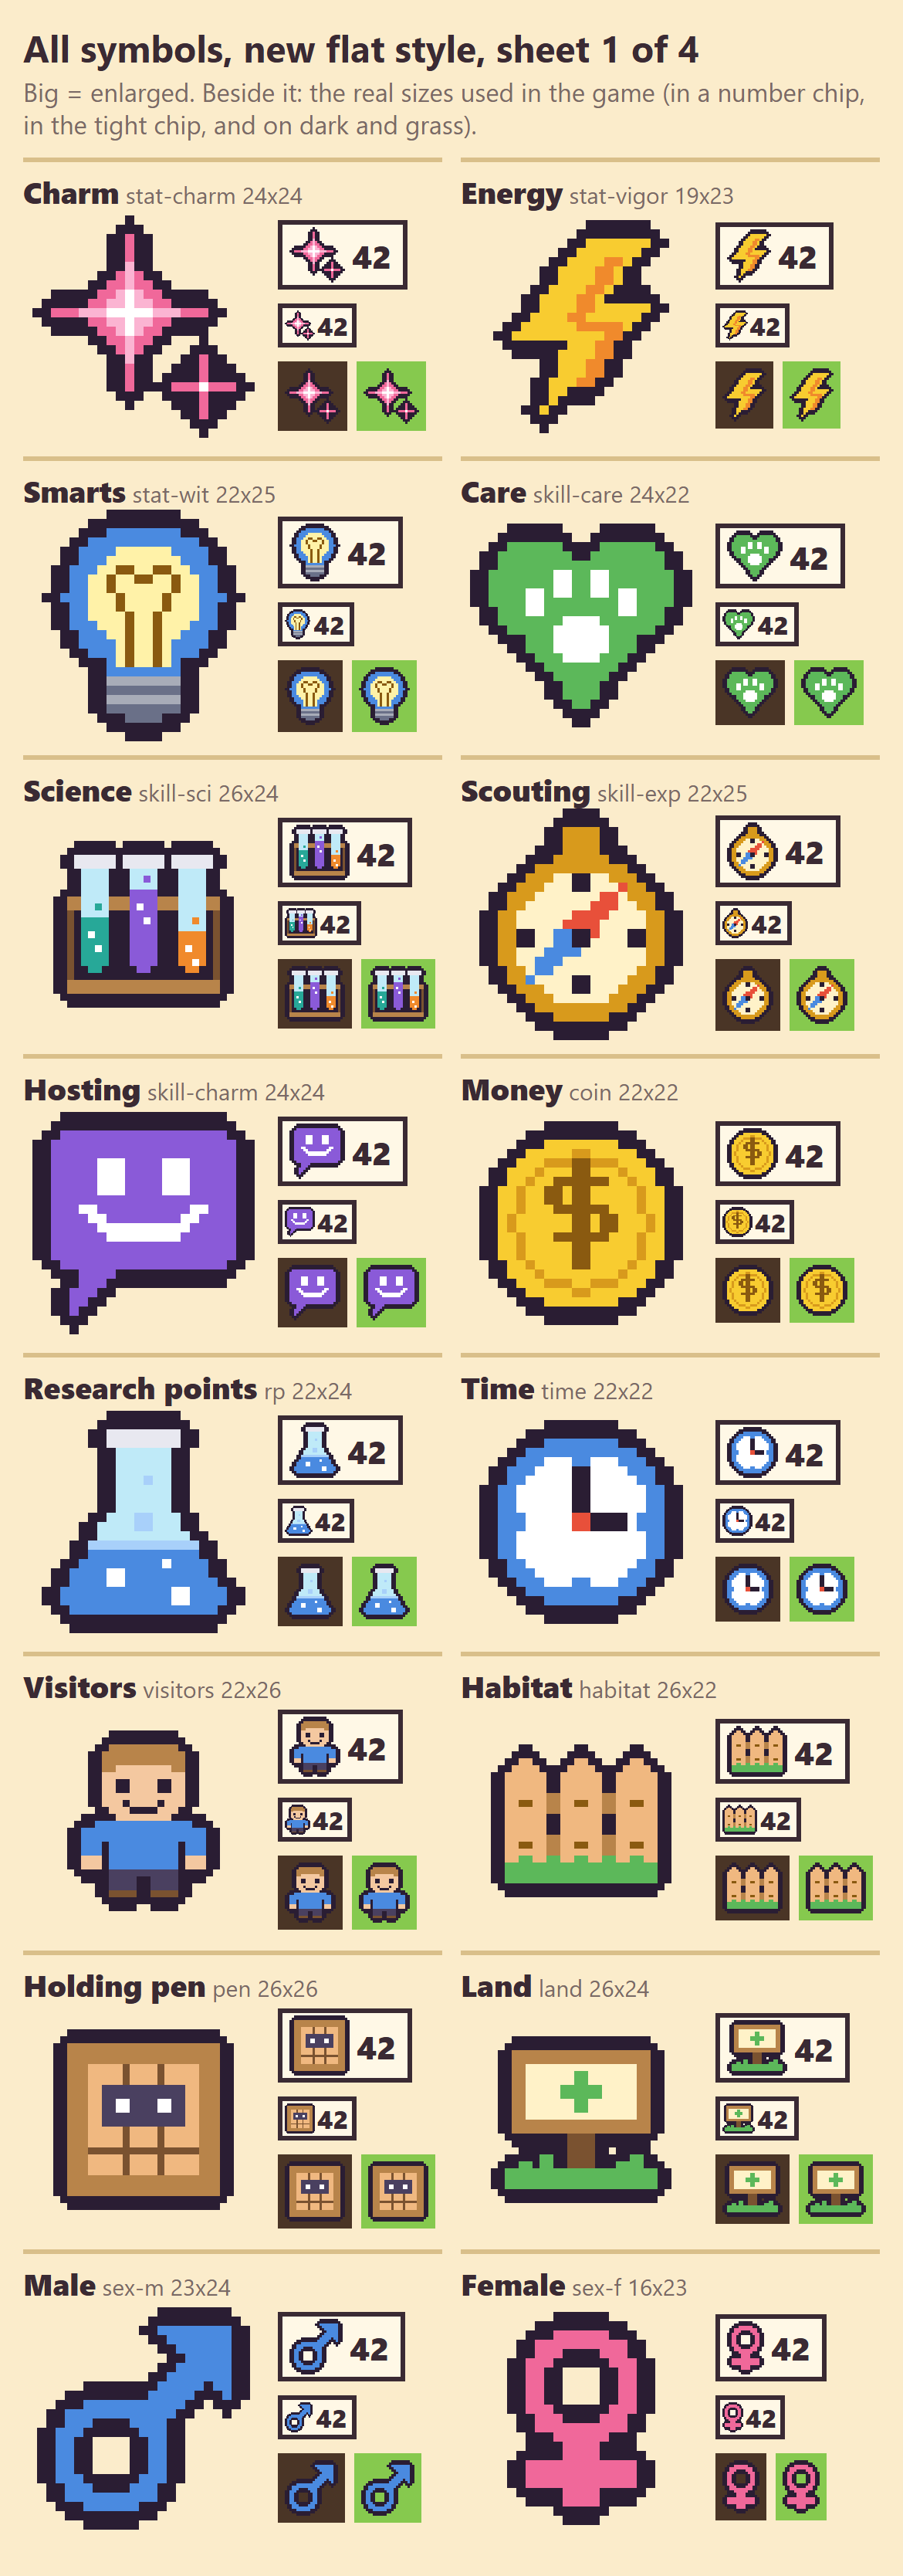 All symbols, new flat style, sheet 1 of 4
Big = enlarged. Beside it: the real sizes used in the game (in a number chip,
in the tight chip, and on dark and grass).
Charm stat-charm 24x24
42
42
Energy stat-vigor 19x23
42
42
Smarts stat-wit 22x25
42
42
Care skill-care 24x22
42
42
Science skill-sci 26x24
42
42
Scouting skill-exp 22x25
42
42
Hosting skill-charm 24x24
42
42
Money coin 22x22
$
42
42
Research points rp 22x24
42
42
Time time 22x22
42
42
Visitors visitors 22x26
42
42
Habitat habitat 26x22
42
42
Holding pen pen 26x26
42
42
Land land 26x24
42
42
Male sex-m 23x24
42
42
Female sex-f 16x23
42
42